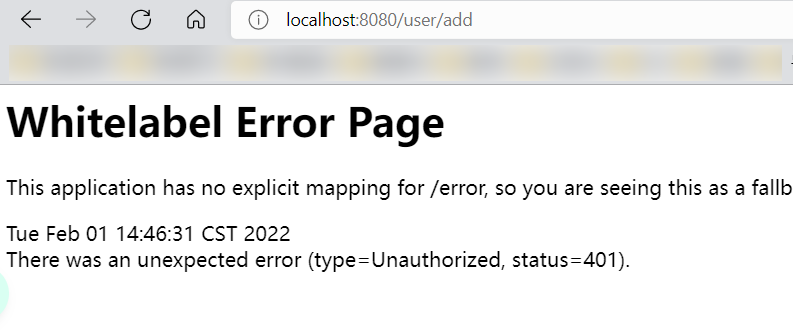 localhost:8080/user/add
Whitelabel Error Page
This application has no explicit mapping for /error, so you are seeing this as a fallb
Tue Feb 01 14:46:31 CST 2022
There was an unexpected error (type=Unauthorized, status=401).